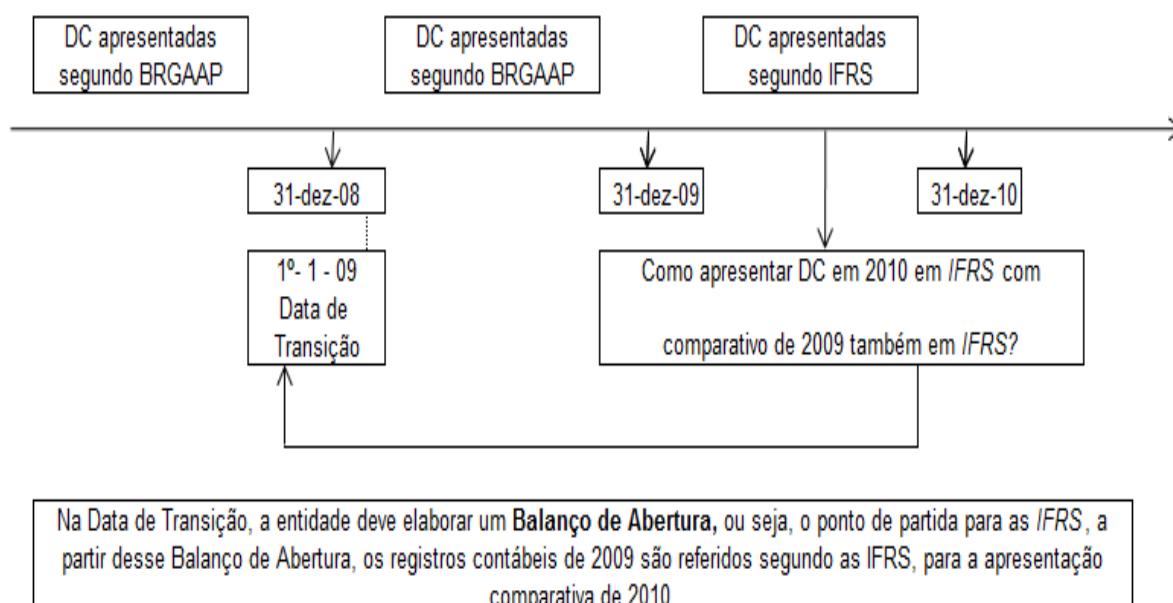 DC apresentadas
segundo BRGAAP
DC apresentadas
segundo BRGAAP
DC apresentadas
segundo IFRS
31-dez-08
31-dez-09
31-dez-10
1º- 1 - 09
Data de
Transição
Como apresentar DC em 2010 em IFRS com
comparativo de 2009 também em IFRS?
Na Data de Transição, a entidade deve elaborar um Balanço de Abertura, ou seja, o ponto de partida para as IFRS, a
partir desse Balanço de Abertura, os registros contábeis de 2009 são referidos segundo as IFRS, para a apresentação
comparativa de 2010